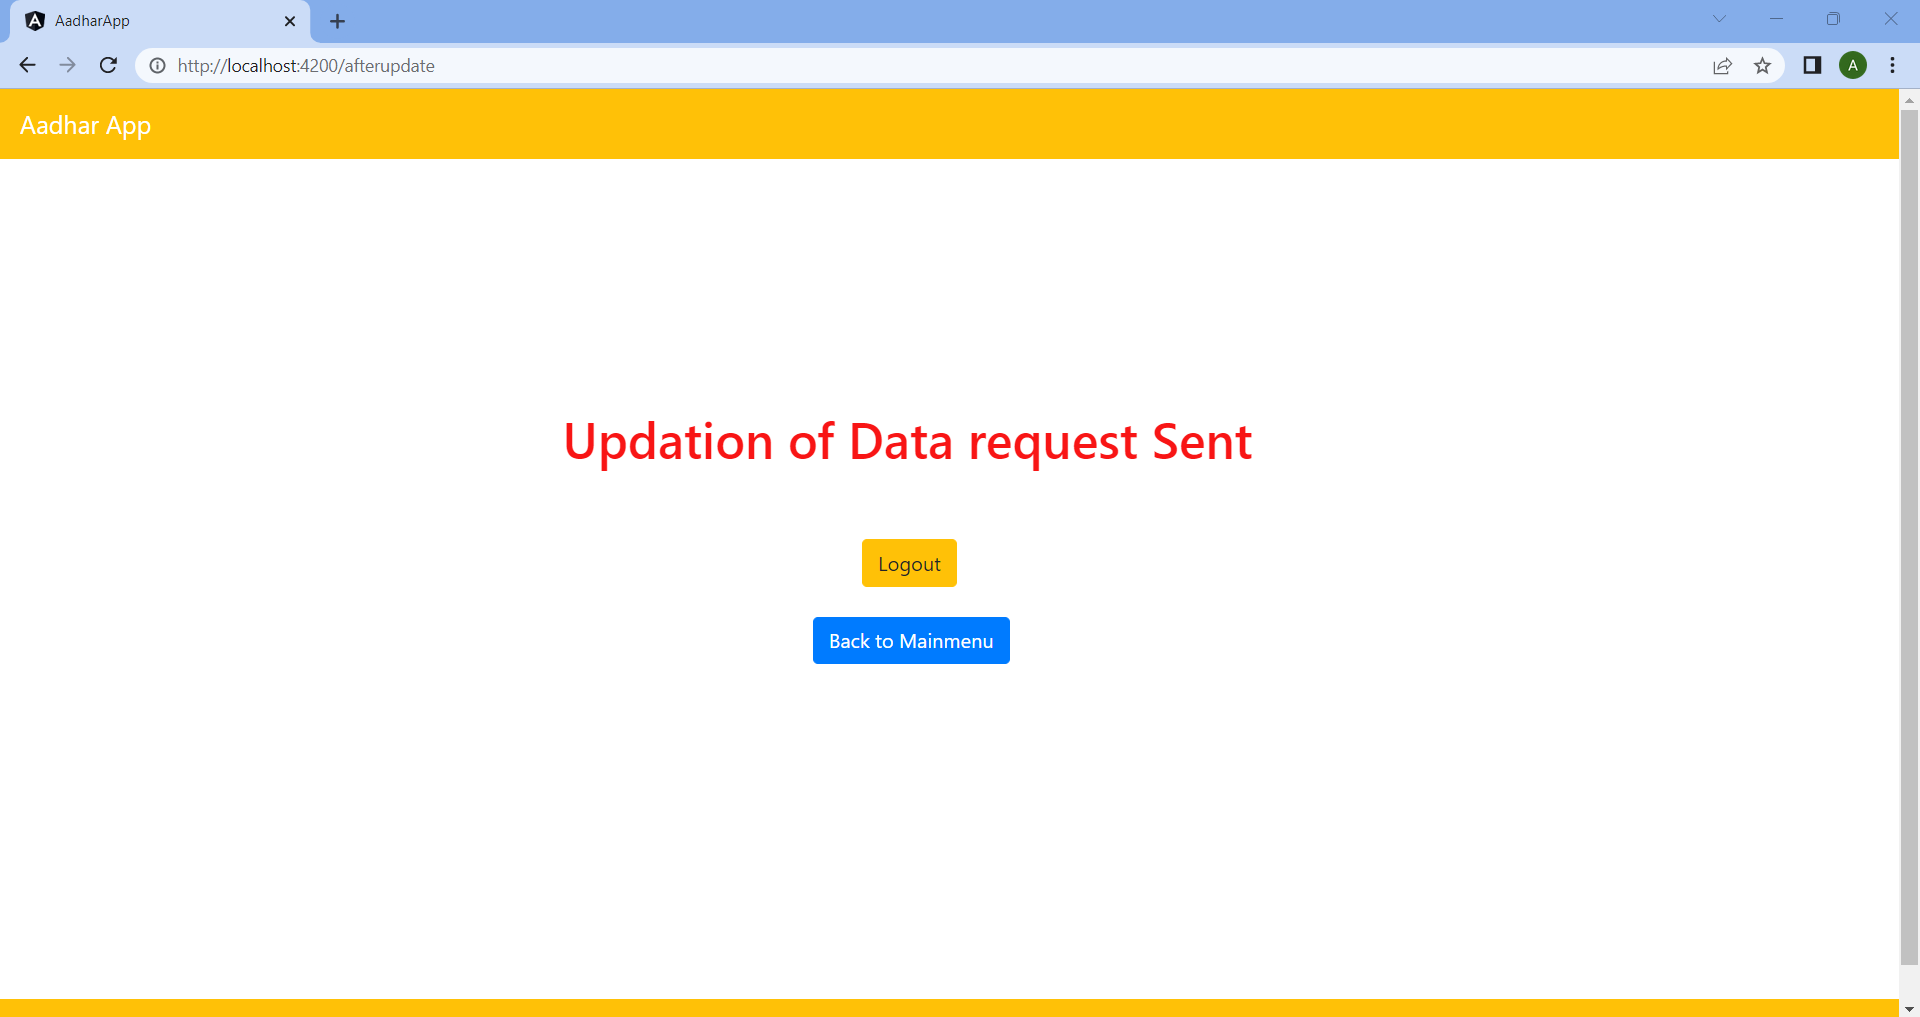 AadharApp
http://localhost:4200/afterupdate
A
Aadhar App
Updation of Data request Sent
Logout
Back to Mainmenu